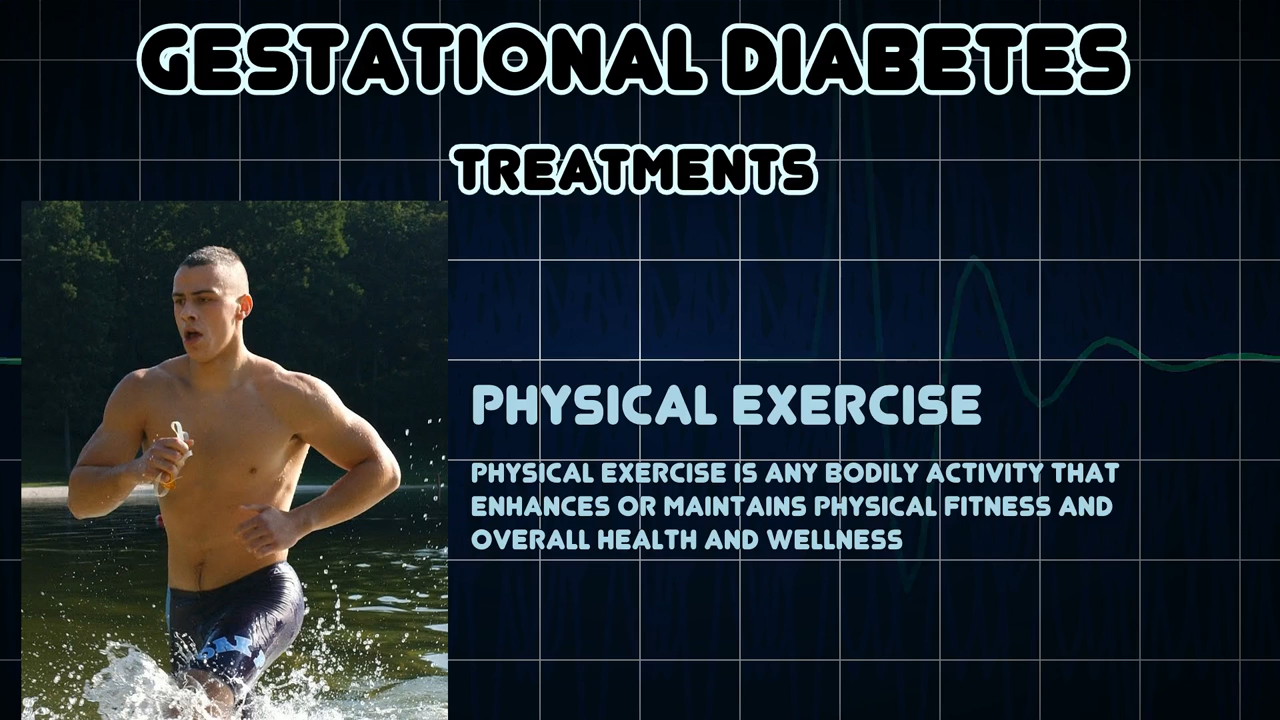 GESTATIONAL DIABETES
TREATMENTS
PHYSICAL EXERCISE
PHYSICAL EXERCISE IS ANY BODILY ACTIVITY THAT
ENHANCES OR MAINTAINS PHYSICAL FITNESS AND
OVERALL HEALTH AND WELLNESS